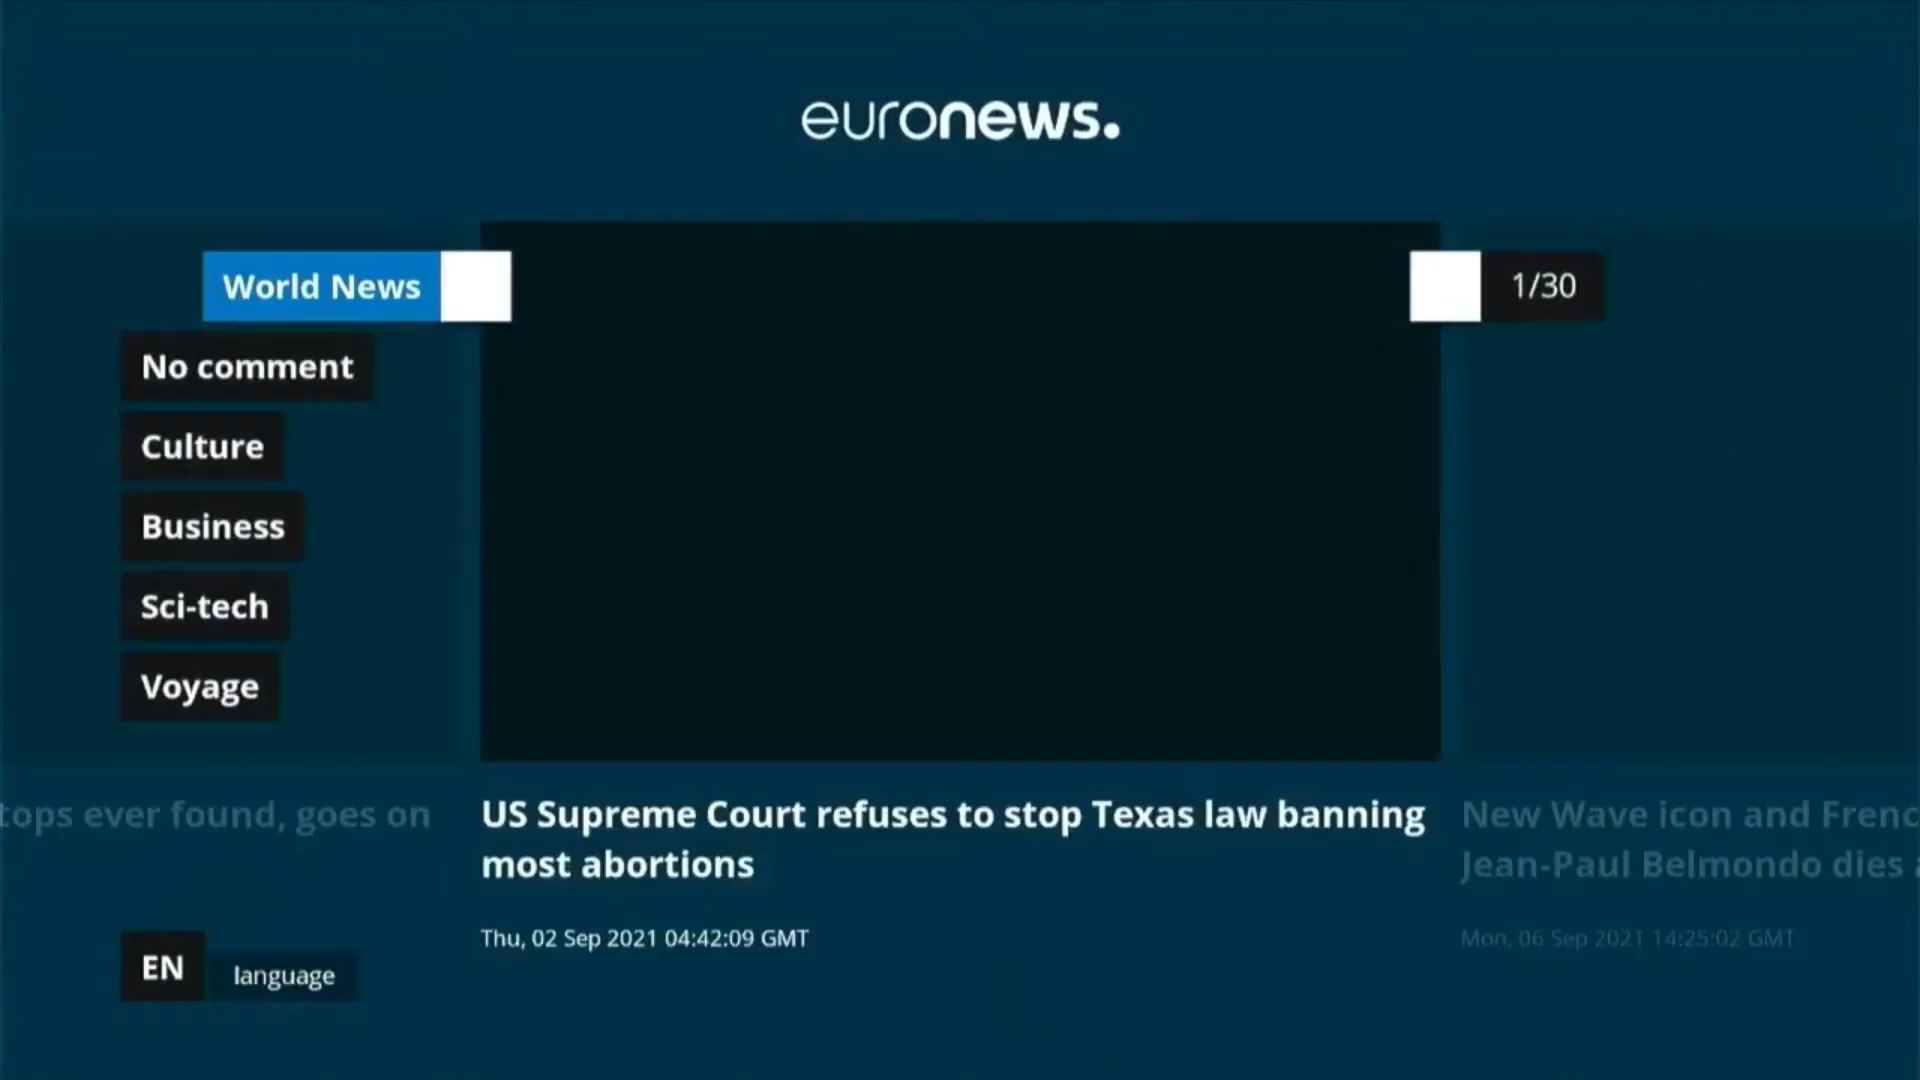 euronews.
World News
1/30
No comment
Culture
Business
Sci-tech
Voyage
tops ever found, goes on
US Supreme Court refuses to stop Texas law banning
most abortions
Thu, 02 Sep 2021 04:42:09 GMT
New Wave icon and Frenc
Jean-Paul Belmondo dies
Mon, 06 Sep 2021 14:25:02 GMT
EN
language